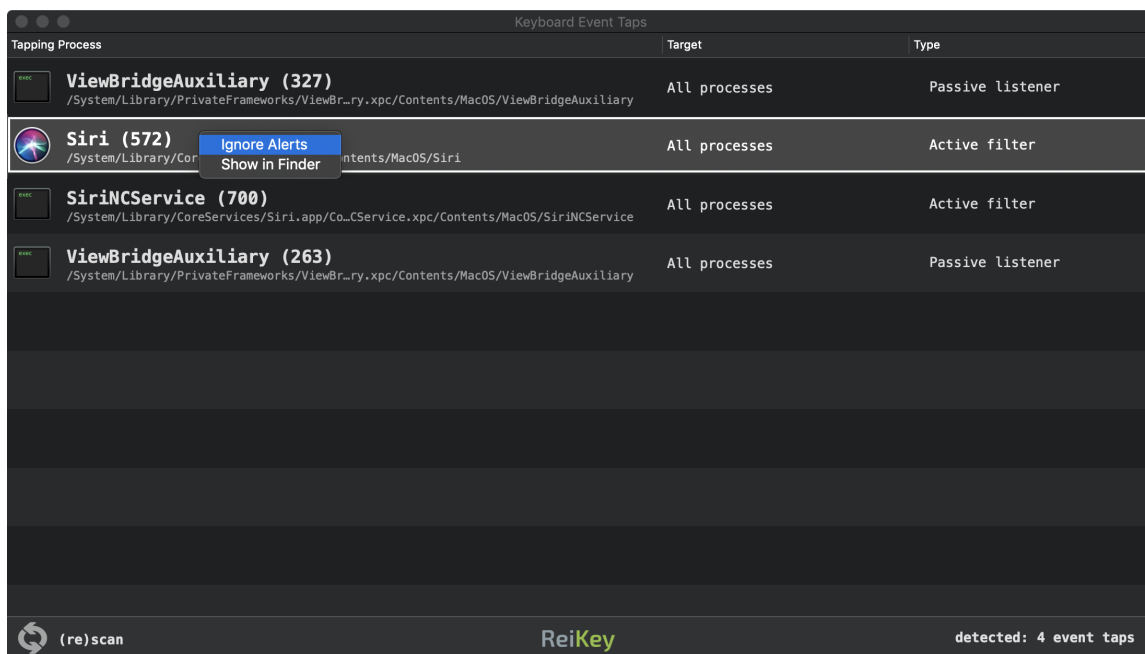 Keyboard Event Taps
Tapping Process Target Type
exec
ViewBridgeAuxiliary (327)
/System/Library/PrivateFrameworks/ViewBr…ry.xpc/Contents/MacOS/ViewBridgeAuxiliary
All processes
Passive listener
Siri (572)
/System/Library/Cor ntents/MacOS/Siri
All processes
Active filter
Ignore Alerts
Show in Finder
exec
SiriNCService (700)
/System/Library/CoreServices/Siri.app/Co…CService.xpc/Contents/MacOS/SiriNCService
All processes
Active filter
exec
ViewBridgeAuxiliary (263)
/System/Library/PrivateFrameworks/ViewBr…ry.xpc/Contents/MacOS/ViewBridgeAuxiliary
All processes
Passive listener
(re)scan ReiKey detected: 4 event taps